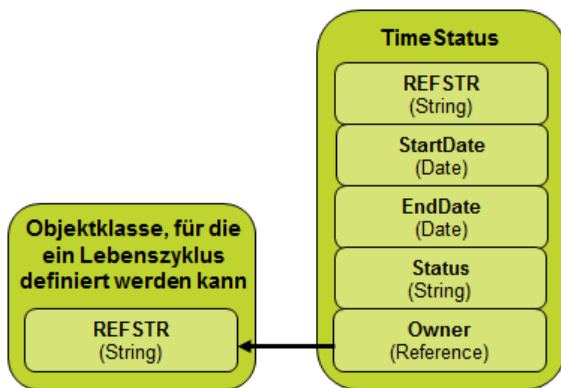 TimeStatus
REFSTR
(String)
StartDate
(Date)
EndDate
(Date)
Status
(String)
Owner
(Reference)
Objektklasse, für die
ein Lebenszyklus
definiert werden kann
REFSTR
(String)